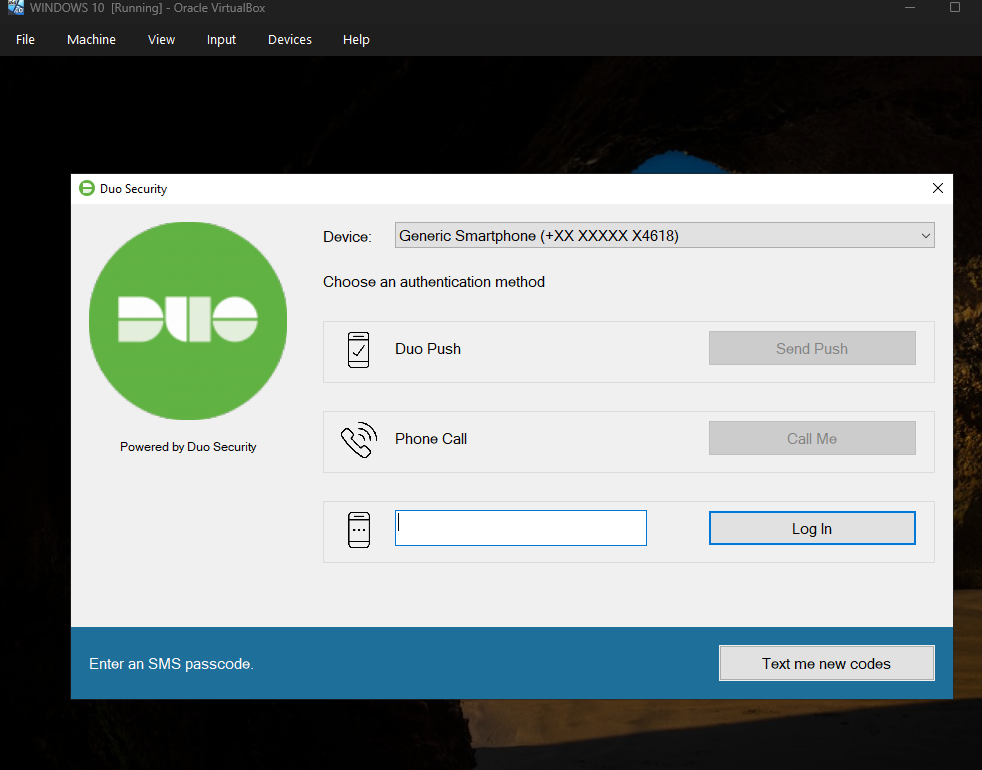 WINDOWS 10 [Running] - Oracle VirtualBox
File Machine View Input Devices Help
Duo Security
Device: Generic Smartphone (+XX XXXXX X4618)
Choose an authentication method
DUO
Duo Push Send Push
Phone Call Call Me
Powered by Duo Security
Log In
Enter an SMS passcode. Text me new codes